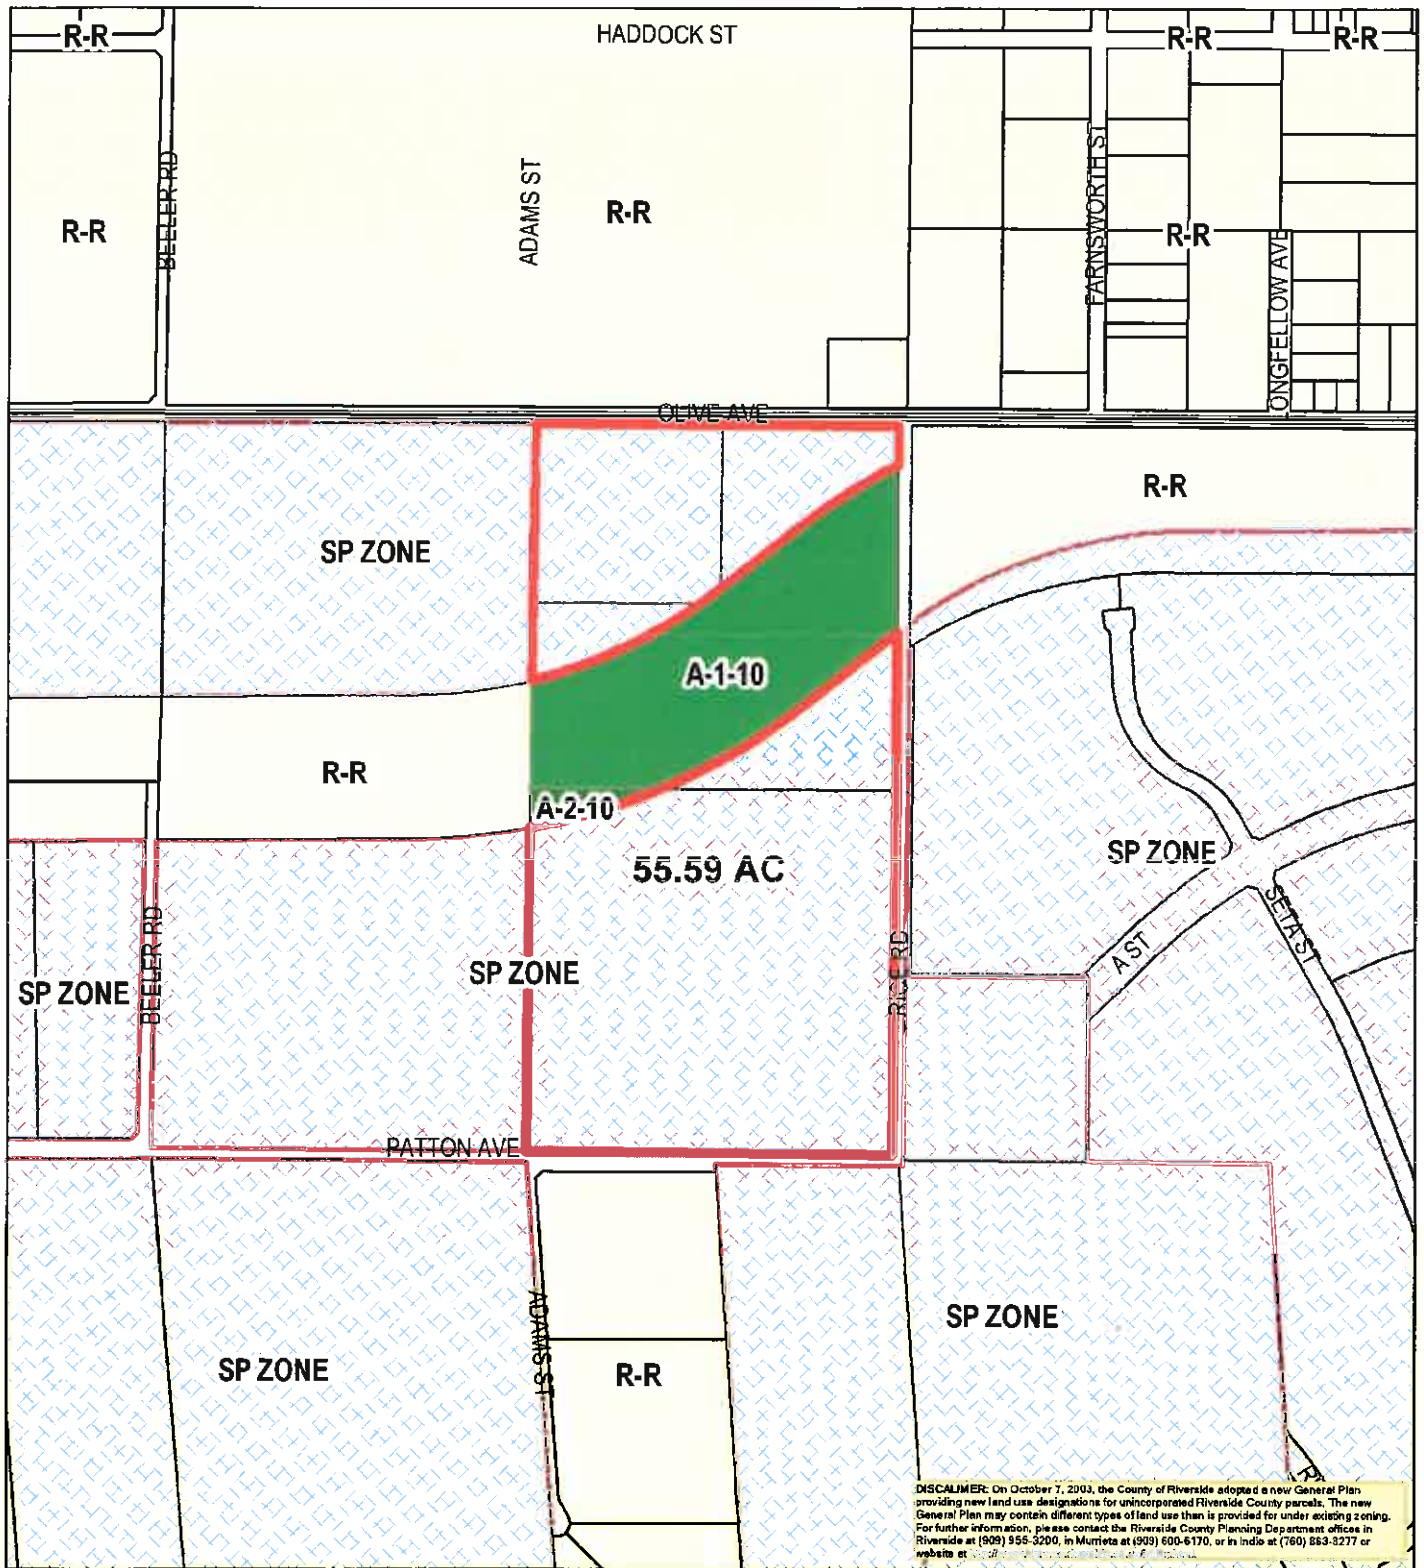 HADDOCK ST
R-R
R-R
R-R
BEELER RD
ADAMS ST
R-R
R-R
FARNSWORTH ST
R-R
LONGFELLOW AVE
OLIVE AVE
R-R
SP ZONE
A-1-10
R-R
A-2-10
55.59 AC
SP ZONE
A ST
SETA ST
SP ZONE
BEELER RD
SP ZONE
RICE RD
PATTON AVE
ADAMS ST
SP ZONE
SP ZONE
R-R
DISCLAIMER: On October 7, 2003, the County of Riverside adopted a new General Plan
providing new land use designations for unincorporated Riverside County parcels. The new
General Plan may contain different types of land use than is provided for under existing zoning.
For further information, please contact the Riverside County Planning Department offices in
Riverside at (909) 955-3200, in Murrieta at (909) 600-6170, or in Indio at (760) 863-8277 or
website at